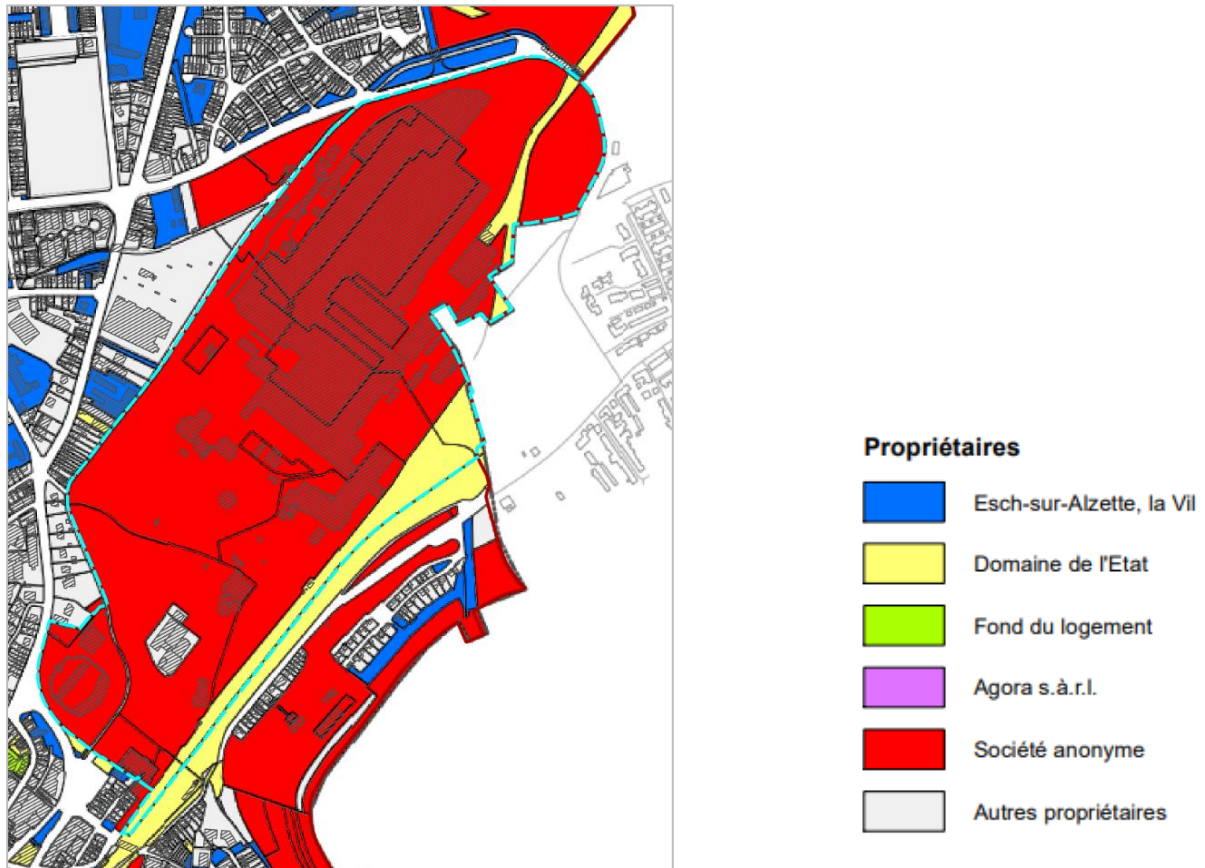 Propriétaires
Esch-sur-Alzette, la Vil
Domaine de l'Etat
Fond du logement
Agora s.à.r.l.
Société anonyme
Autres propriétaires